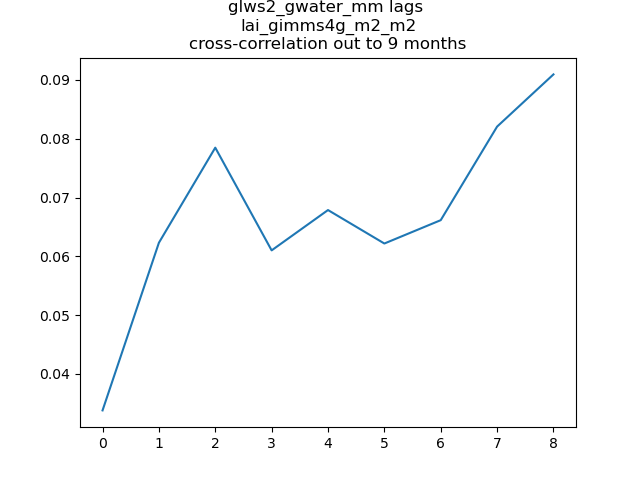 glws2_gwater_mm lags
lai_gimms4g_m2_m2
cross-correlation out to 9 months
0.09
0.08
0.07
0.06
0.05
0.04
0 1 2 3 4 5 6 7 8